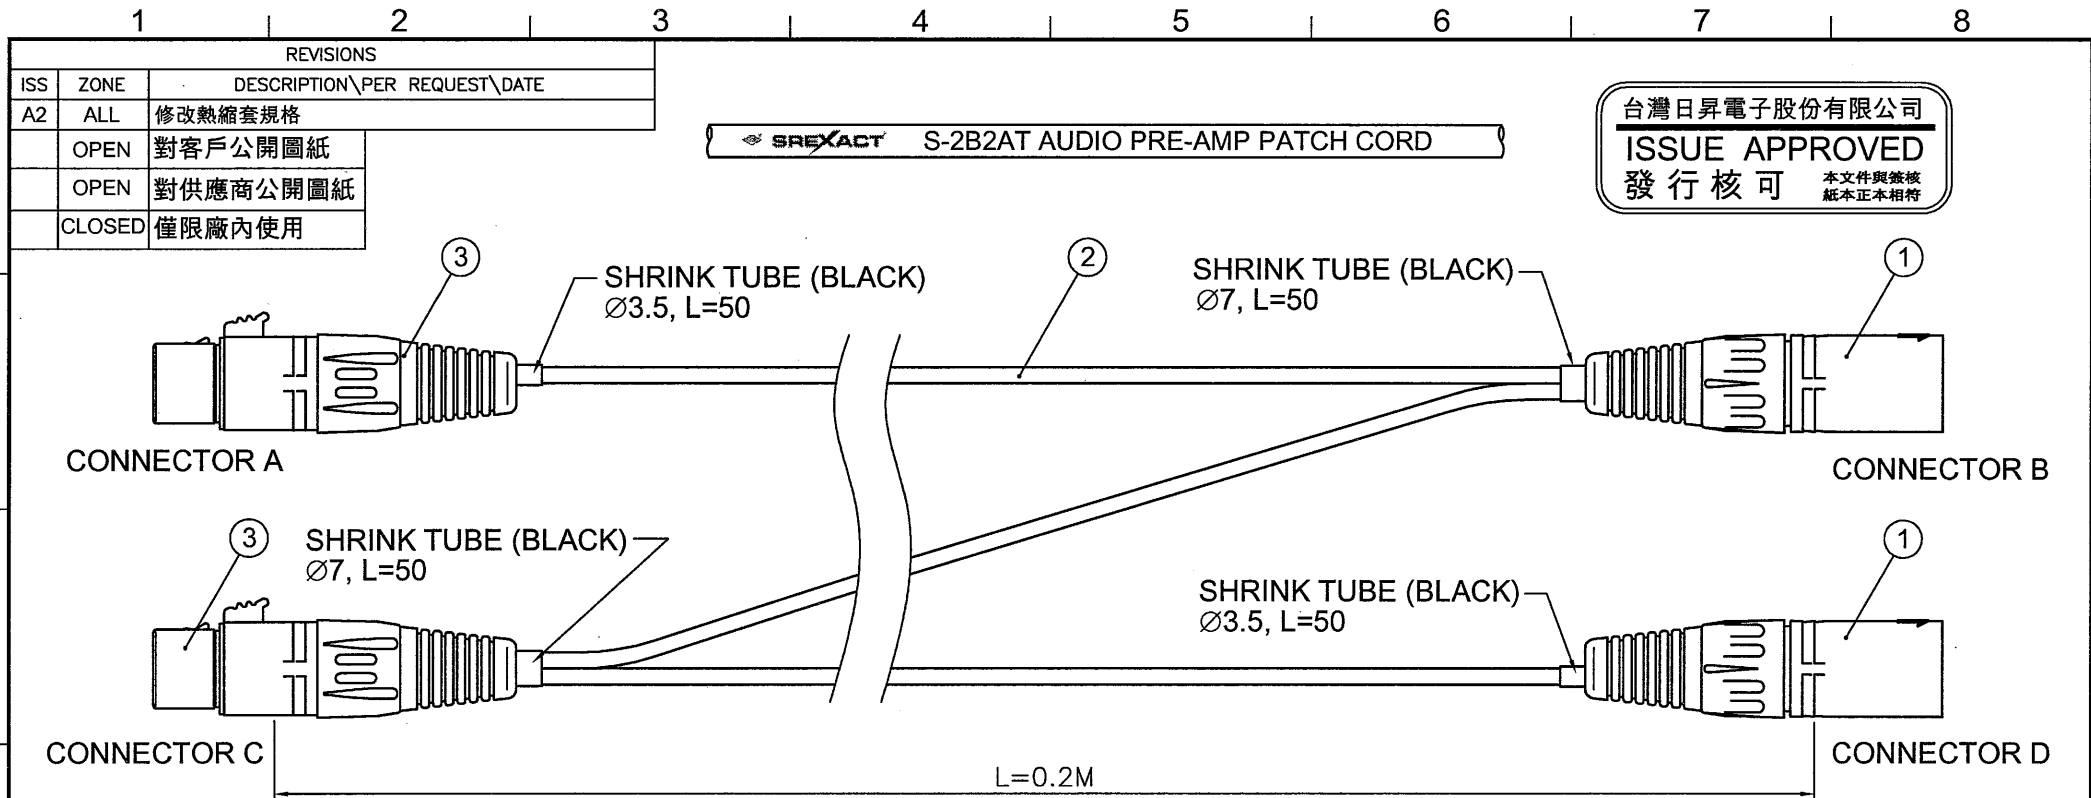 1 2 3 4 5 6 7 8
REVISIONS
ISS ZONE DESCRIPTION\PER REQUEST\DATE
A2 ALL 修改熱縮套規格
OPEN 對客戶公開圖紙
OPEN 對供應商公開圖紙
CLOSED 僅限廠內使用
SREXACT S-2B2AT AUDIO PRE-AMP PATCH CORD
台灣日昇電子股份有限公司
ISSUE APPROVED
發行核可
本文件與簽核
紙本正本相符
3
SHRINK TUBE (BLACK)
Ø3.5, L=50
2
SHRINK TUBE (BLACK)
Ø7, L=50
1
CONNECTOR A
CONNECTOR B
3
SHRINK TUBE (BLACK)
Ø7, L=50
1
SHRINK TUBE (BLACK)
Ø3.5, L=50
CONNECTOR C
CONNECTOR D
L=0.2M